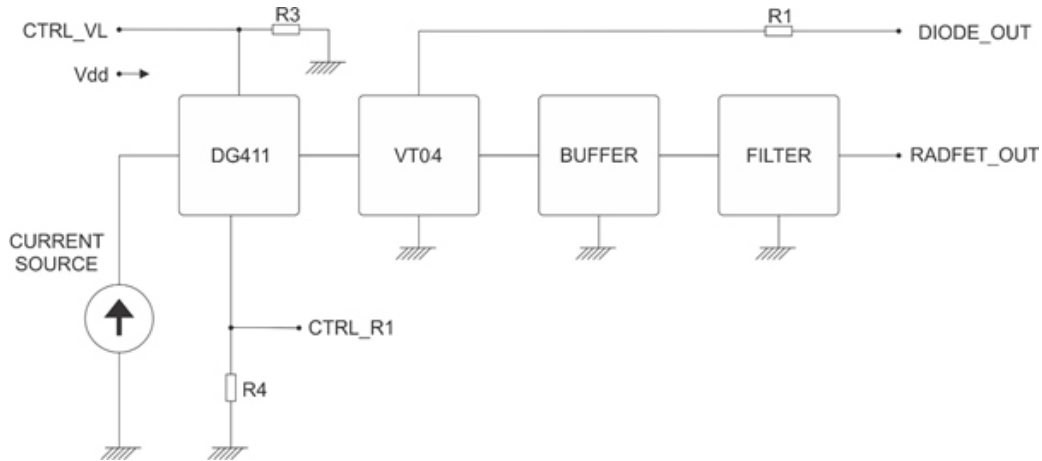 R3
CTRL_VL
R1
DIODE_OUT
Vdd
DG411
VT04
BUFFER
FILTER
RADFET_OUT
CURRENT
SOURCE
CTRL_R1
R4